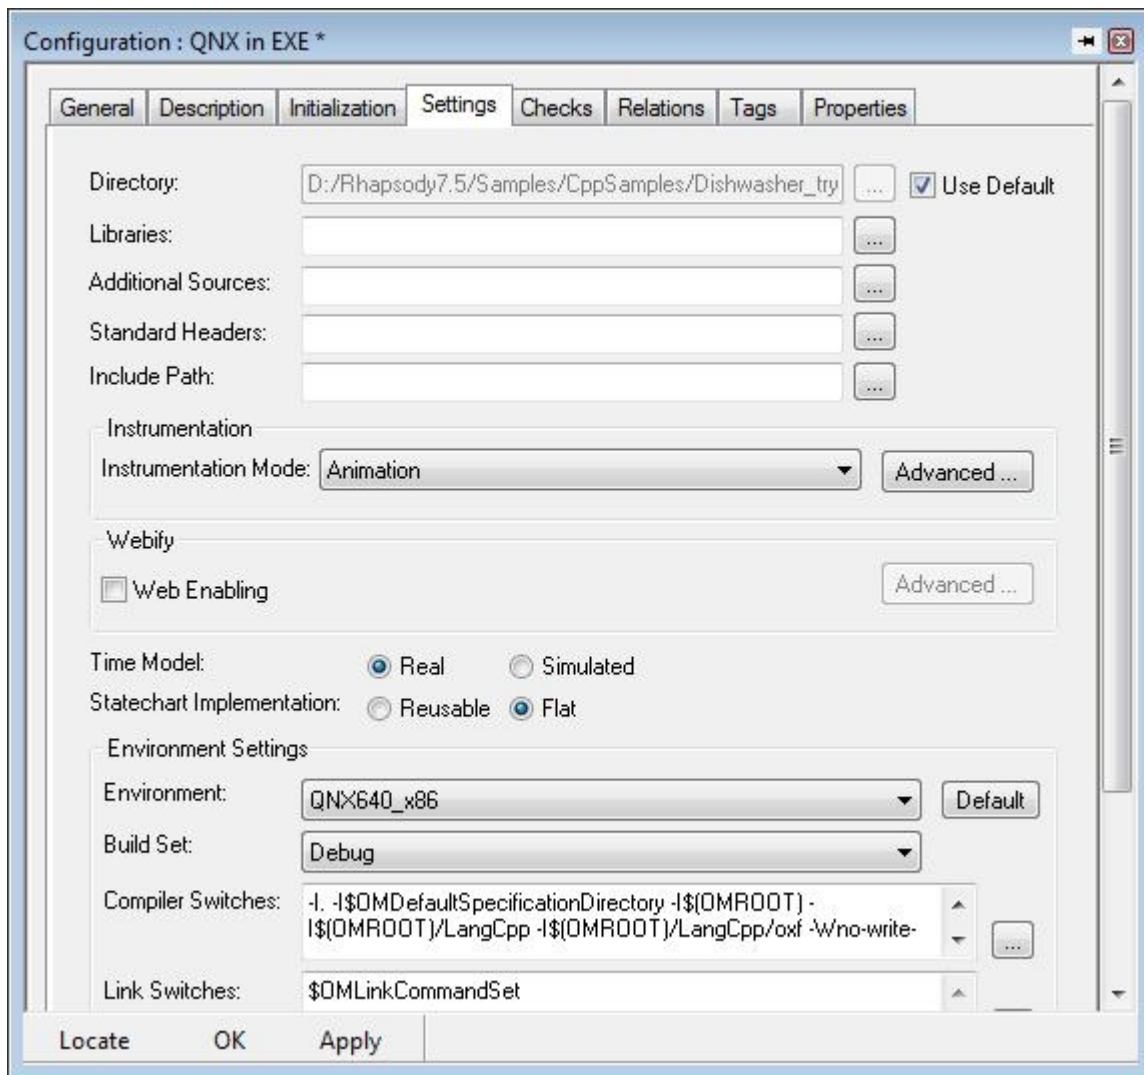 Configuration : QNX in EXE *
General Description Initialization Settings Checks Relations Tags Properties
Directory: D:/Rhapsody7.5/Samples/CppSamples/Dishwasher_try ... Use Default
Libraries: ...
Additional Sources: ...
Standard Headers: ...
Include Path: ...
Instrumentation
Instrumentation Mode: Animation Advanced ...
Webify
Web Enabling Advanced ...
Time Model: Real Simulated
Statechart Implementation: Reusable Flat
Environment Settings
Environment: QNX640_x86 Default
Build Set: Debug
Compiler Switches: -I. -I$OMDefaultSpecificationDirectory -I$(OMROOT) -
I$(OMROOT)/LangCpp -I$(OMROOT)/LangCpp/oxf -Wno-write-
...
Link Switches: $OMLinkCommandSet
Locate OK Apply